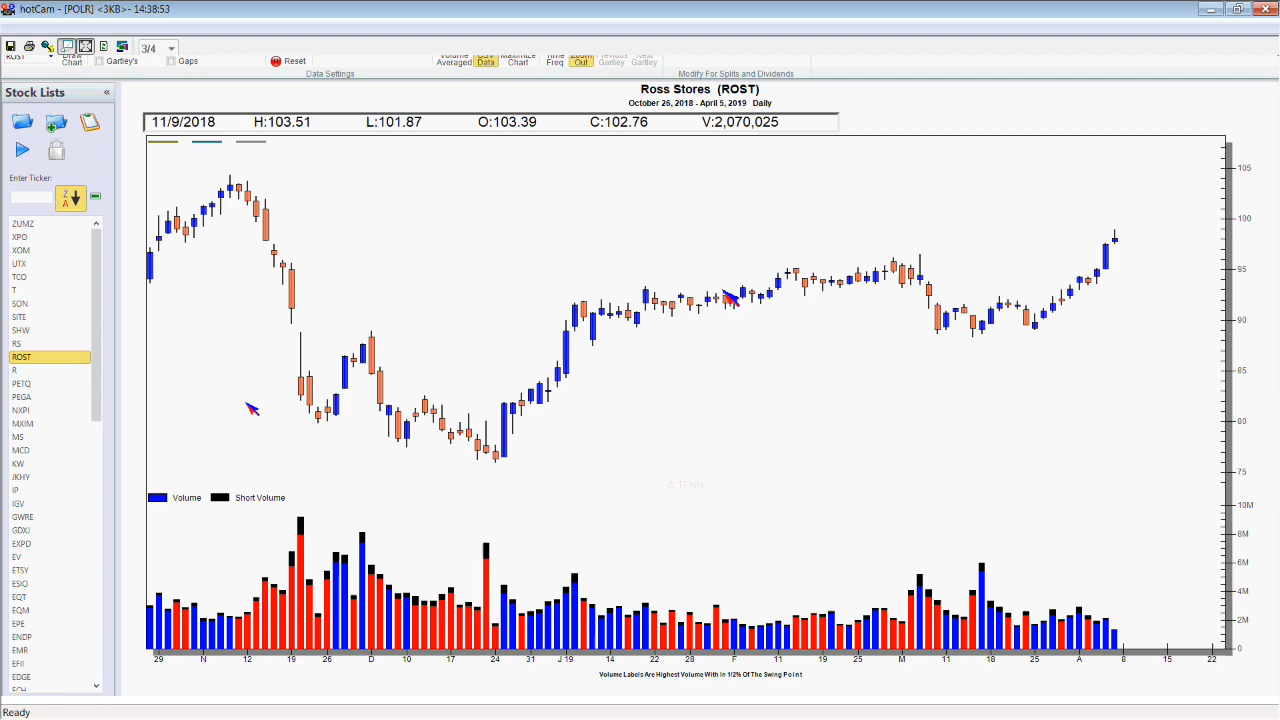 hotCam - [POLR] <3KB>- 14:38:53
3/4
ROST
Draw Chart
Gartley's
Gaps
Reset
Volume Averaged
CSV Data
Maximize Chart
Time Freq
Zoom Out
Previous Gartley
Next Gartley
Data Settings
Modify For Splits and Dividends
Stock Lists
«
Enter Ticker:
Z
A
ZUMZ
XPO
XOM
UTX
TCO
T
SON
SITE
SHW
RS
ROST
R
PETQ
PEGA
NXPI
MXIM
MS
MCD
KW
JKHY
IP
IGV
GWRE
GDXJ
EXPD
EV
ETSY
ESIO
EQT
EQM
EPE
ENDP
EMR
EFII
EDGE
ECH
Ross Stores (ROST)
October 26, 2018 - April 5, 2019 Daily
11/9/2018 H:103.51 L:101.87 O:103.39 C:102.76 V:2,070,025
105
100
95
90
85
80
75
© TFNN
Volume
Short Volume
10M
8M
6M
4M
2M
0
29 N 12 19 26 D 10 17 24 31 J 19 14 22 28 F 11 19 25 M 11 18 25 A 8 15 22
Volume Labels Are Highest Volume With In 1/2% Of The Swing Point
Ready